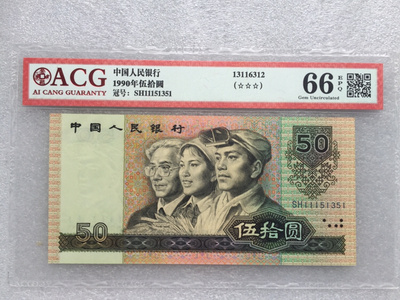 ACG
AI CANG GUARANTY
中国人民银行
1990年伍拾圆
冠号: SH11151351
13116312
(☆☆☆)
66 EPQ
Gem Uncirculated
中国人民银行
50
SH11151351
50
伍拾圆